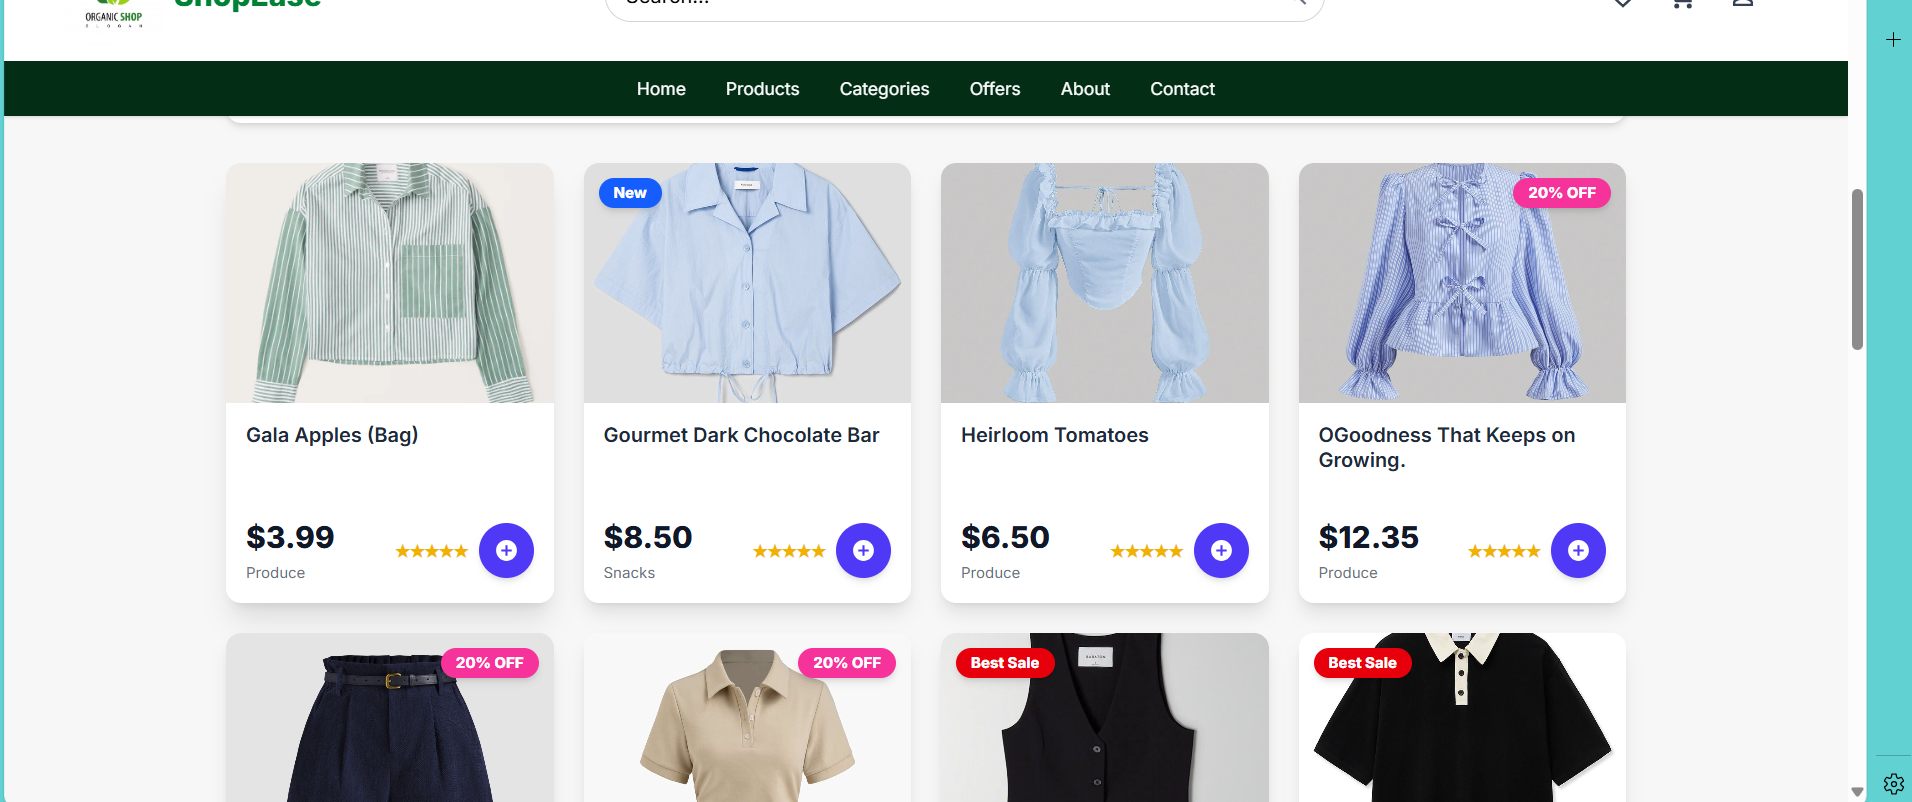 ORGANIC SHOP
ShopEase
Search...
Home
Products
Categories
Offers
About
Contact
New
20% OFF
Gala Apples (Bag)
Gourmet Dark Chocolate Bar
Heirloom Tomatoes
OGoodness That Keeps on
Growing.
$3.99
Produce
$8.50
Snacks
$6.50
Produce
$12.35
Produce
20% OFF
20% OFF
Best Sale
Best Sale